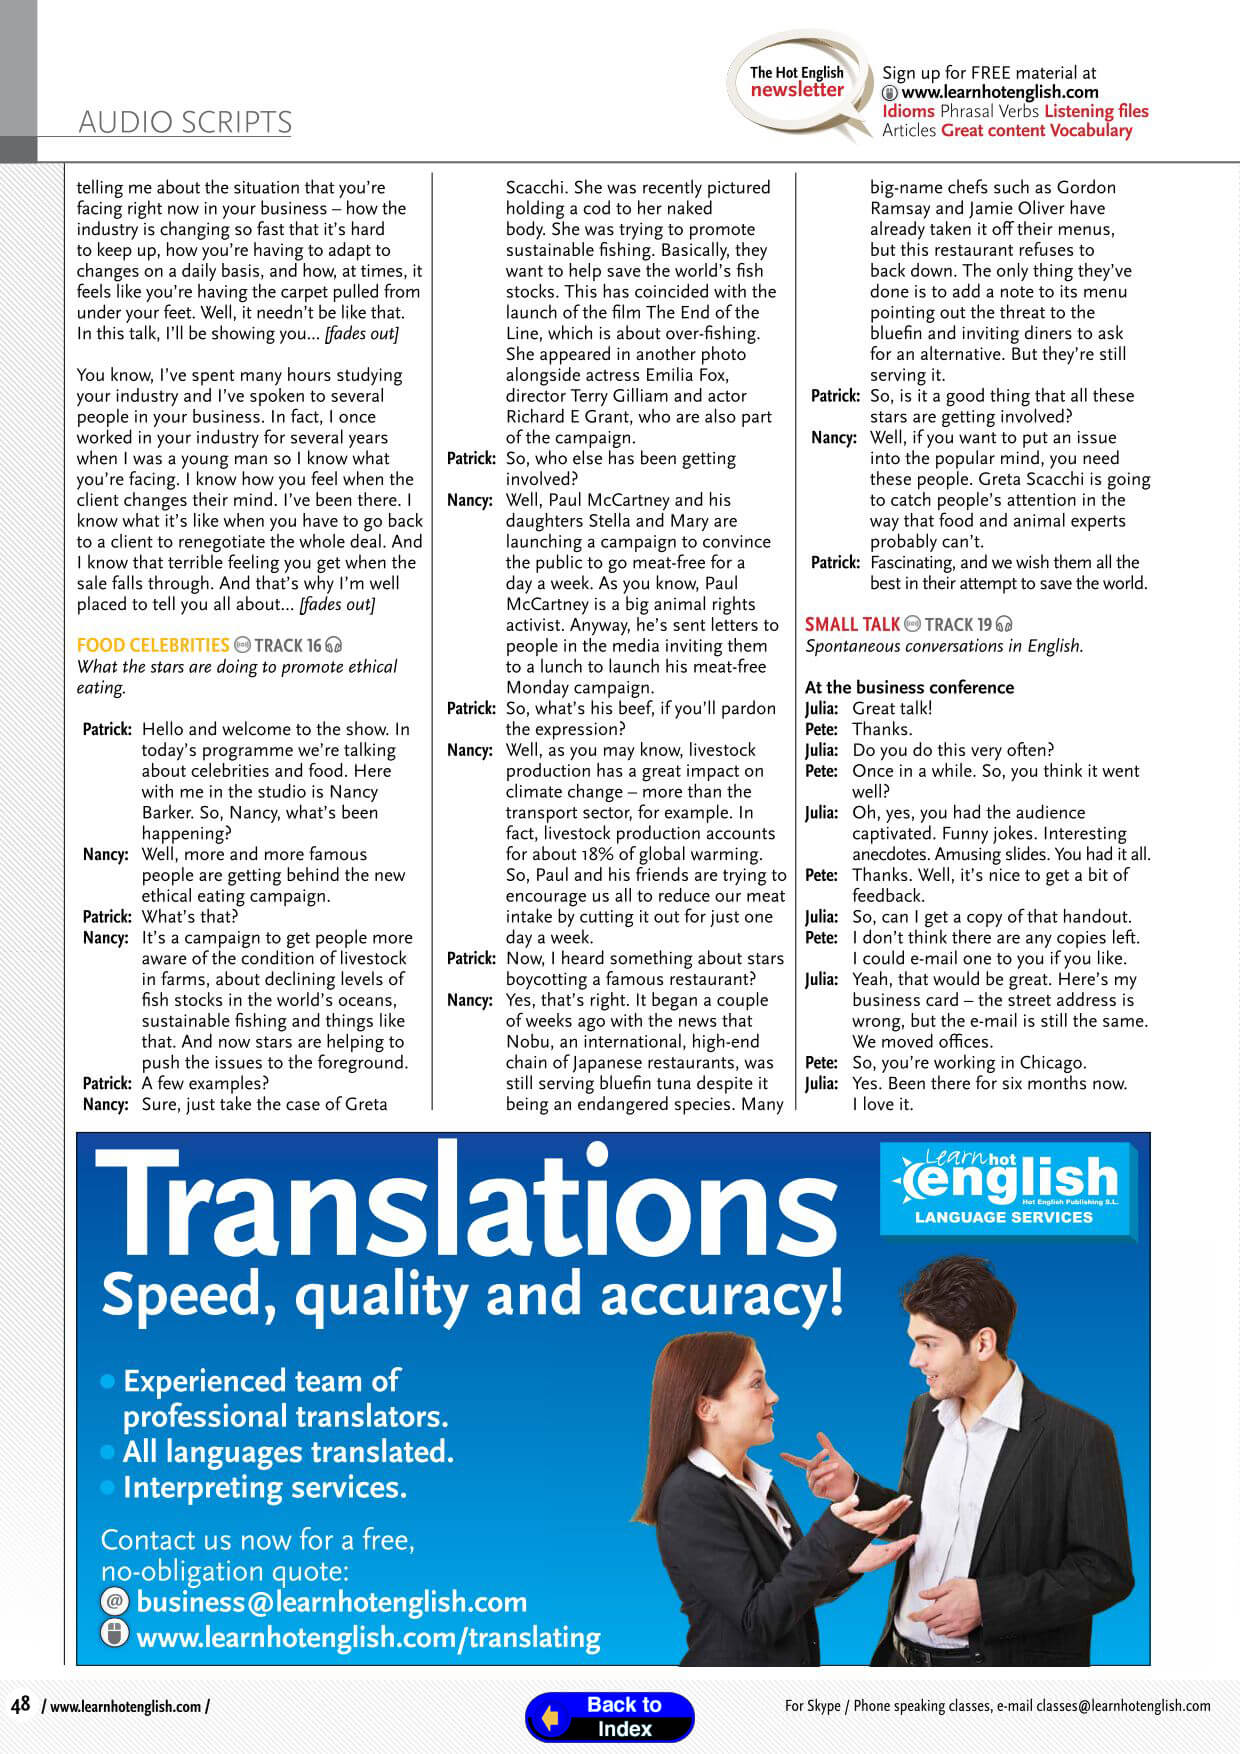 The Hot English
newsletter
Sign up for FREE material at
www.learnhotenglish.com
Idioms Phrasal Verbs Listening files
Articles Great content Vocabulary
AUDIO SCRIPTS
telling me about the situation that you're
facing right now in your business – how the
industry is changing so fast that it's hard
to keep up, how you're having to adapt to
changes on a daily basis, and how, at times, it
feels like you're having the carpet pulled from
under your feet. Well, it needn't be like that.
In this talk, I'll be showing you... [fades out]
You know, I've spent many hours studying
your industry and I've spoken to several
people in your business. In fact, I once
worked in your industry for several years
when I was a young man so I know what
you're facing. I know how you feel when the
client changes their mind. I've been there. I
know what it's like when you have to go back
to a client to renegotiate the whole deal. And
I know that terrible feeling you get when the
sale falls through. And that's why I'm well
placed to tell you all about... [fades out]
FOOD CELEBRITIES TRACK 16
What the stars are doing to promote ethical
eating.
Patrick: Hello and welcome to the show. In
today's programme we're talking
about celebrities and food. Here
with me in the studio is Nancy
Barker. So, Nancy, what's been
happening?
Nancy: Well, more and more famous
people are getting behind the new
ethical eating campaign.
Patrick: What's that?
Nancy: It's a campaign to get people more
aware of the condition of livestock
in farms, about declining levels of
fish stocks in the world's oceans,
sustainable fishing and things like
that. And now stars are helping to
push the issues to the foreground.
Patrick: A few examples?
Nancy: Sure, just take the case of Greta
Scacchi. She was recently pictured
holding a cod to her naked
body. She was trying to promote
sustainable fishing. Basically, they
want to help save the world's fish
stocks. This has coincided with the
launch of the film The End of the
Line, which is about over-fishing.
She appeared in another photo
alongside actress Emilia Fox,
director Terry Gilliam and actor
Richard E Grant, who are also part
of the campaign.
Patrick: So, who else has been getting
involved?
Nancy: Well, Paul McCartney and his
daughters Stella and Mary are
launching a campaign to convince
the public to go meat-free for a
day a week. As you know, Paul
McCartney is a big animal rights
activist. Anyway, he's sent letters to
people in the media inviting them
to a lunch to launch his meat-free
Monday campaign.
Patrick: So, what's his beef, if you'll pardon
the expression?
Nancy: Well, as you may know, livestock
production has a great impact on
climate change – more than the
transport sector, for example. In
fact, livestock production accounts
for about 18% of global warming.
So, Paul and his friends are trying to
encourage us all to reduce our meat
intake by cutting it out for just one
day a week.
Patrick: Now, I heard something about stars
boycotting a famous restaurant?
Nancy: Yes, that's right. It began a couple
of weeks ago with the news that
Nobu, an international, high-end
chain of Japanese restaurants, was
still serving bluefin tuna despite it
being an endangered species. Many
big-name chefs such as Gordon
Ramsay and Jamie Oliver have
already taken it off their menus,
but this restaurant refuses to
back down. The only thing they've
done is to add a note to its menu
pointing out the threat to the
bluefin and inviting diners to ask
for an alternative. But they're still
serving it.
Patrick: So, is it a good thing that all these
stars are getting involved?
Nancy: Well, if you want to put an issue
into the popular mind, you need
these people. Greta Scacchi is going
to catch people's attention in the
way that food and animal experts
probably can't.
Patrick: Fascinating, and we wish them all the
best in their attempt to save the world.
SMALL TALK TRACK 19
Spontaneous conversations in English.
At the business conference
Julia: Great talk!
Pete: Thanks.
Julia: Do you do this very often?
Pete: Once in a while. So, you think it went
well?
Julia: Oh, yes, you had the audience
captivated. Funny jokes. Interesting
anecdotes. Amusing slides. You had it all.
Pete: Thanks. Well, it's nice to get a bit of
feedback.
Julia: So, can I get a copy of that handout.
Pete: I don't think there are any copies left.
I could e-mail one to you if you like.
Julia: Yeah, that would be great. Here's my
business card – the street address is
wrong, but the e-mail is still the same.
We moved offices.
Pete: So, you're working in Chicago.
Julia: Yes. Been there for six months now.
I love it.
Translations
Speed, quality and accuracy!
Learn hot
english
Hot English Publishing S.L.
LANGUAGE SERVICES
Experienced team of
professional translators.
All languages translated.
Interpreting services.
Contact us now for a free,
no-obligation quote:
@ business@learnhotenglish.com
www.learnhotenglish.com/translating
48 / www.learnhotenglish.com /
Back to
Index
For Skype / Phone speaking classes, e-mail classes@learnhotenglish.com